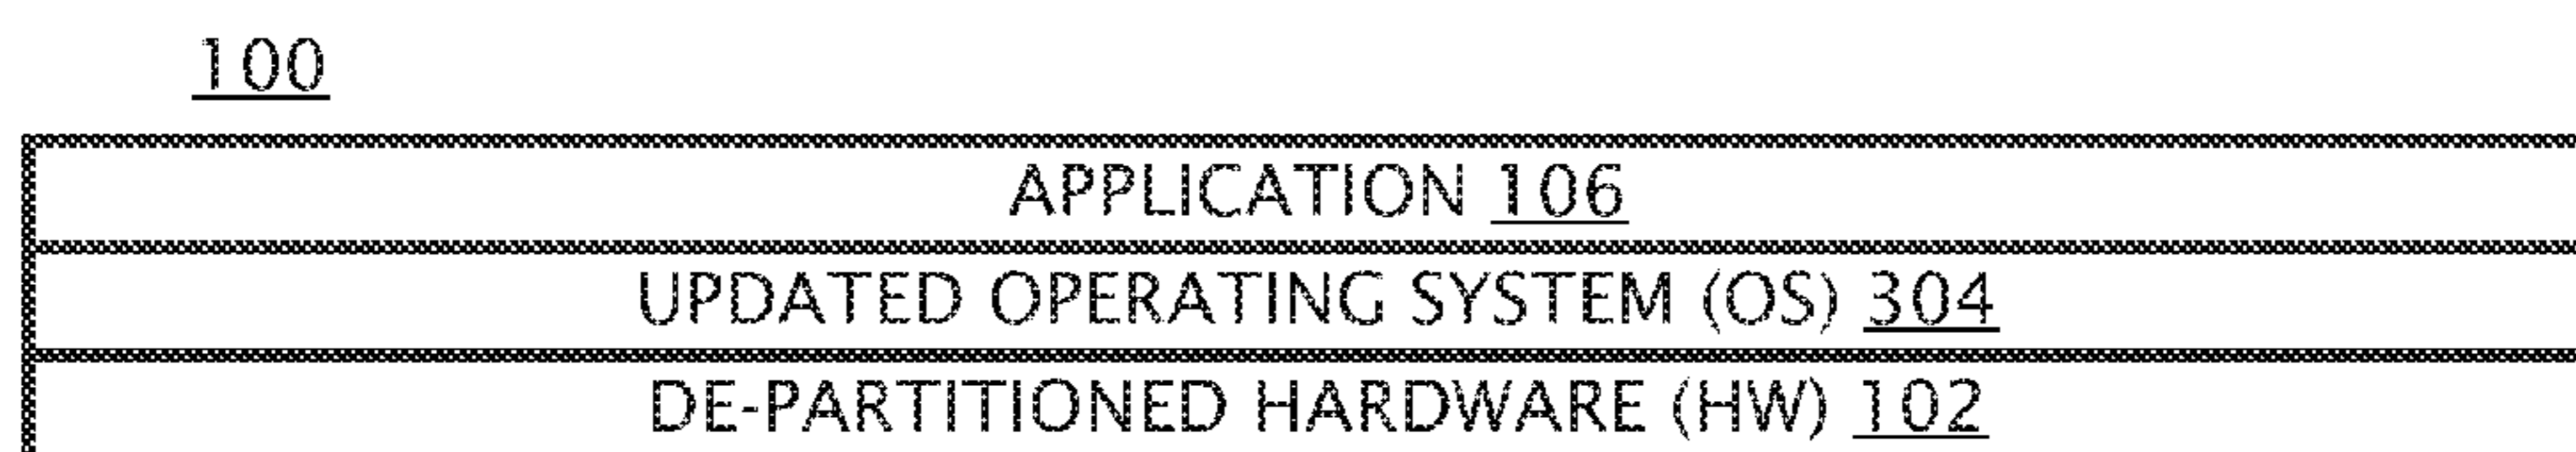 100
APPLICATION 106
UPDATED OPERATING SYSTEM (OS) 304
DE-PARTITIONED HARDWARE (HW) 102